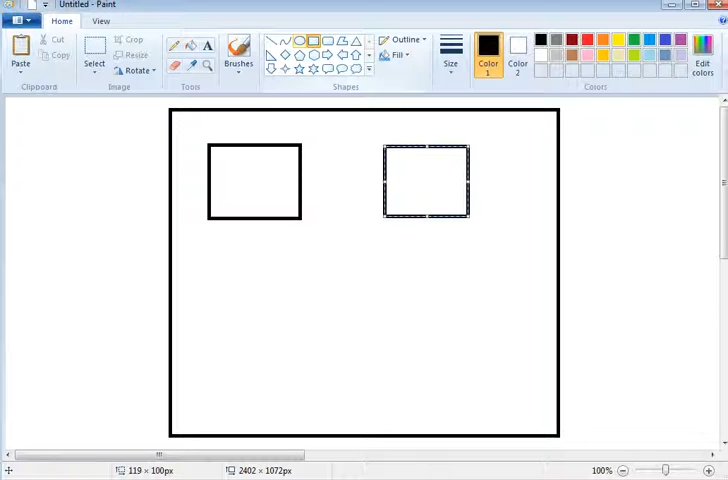 Untitled - Paint
Home View
Paste
Cut
Copy
Clipboard
Select
Crop
Resize
Rotate
Image
A
Tools
Brushes
Outline
Fill
Shapes
Size
Color 1
Color 2
Edit colors
Colors
119 × 100px
2402 × 1072px
100%